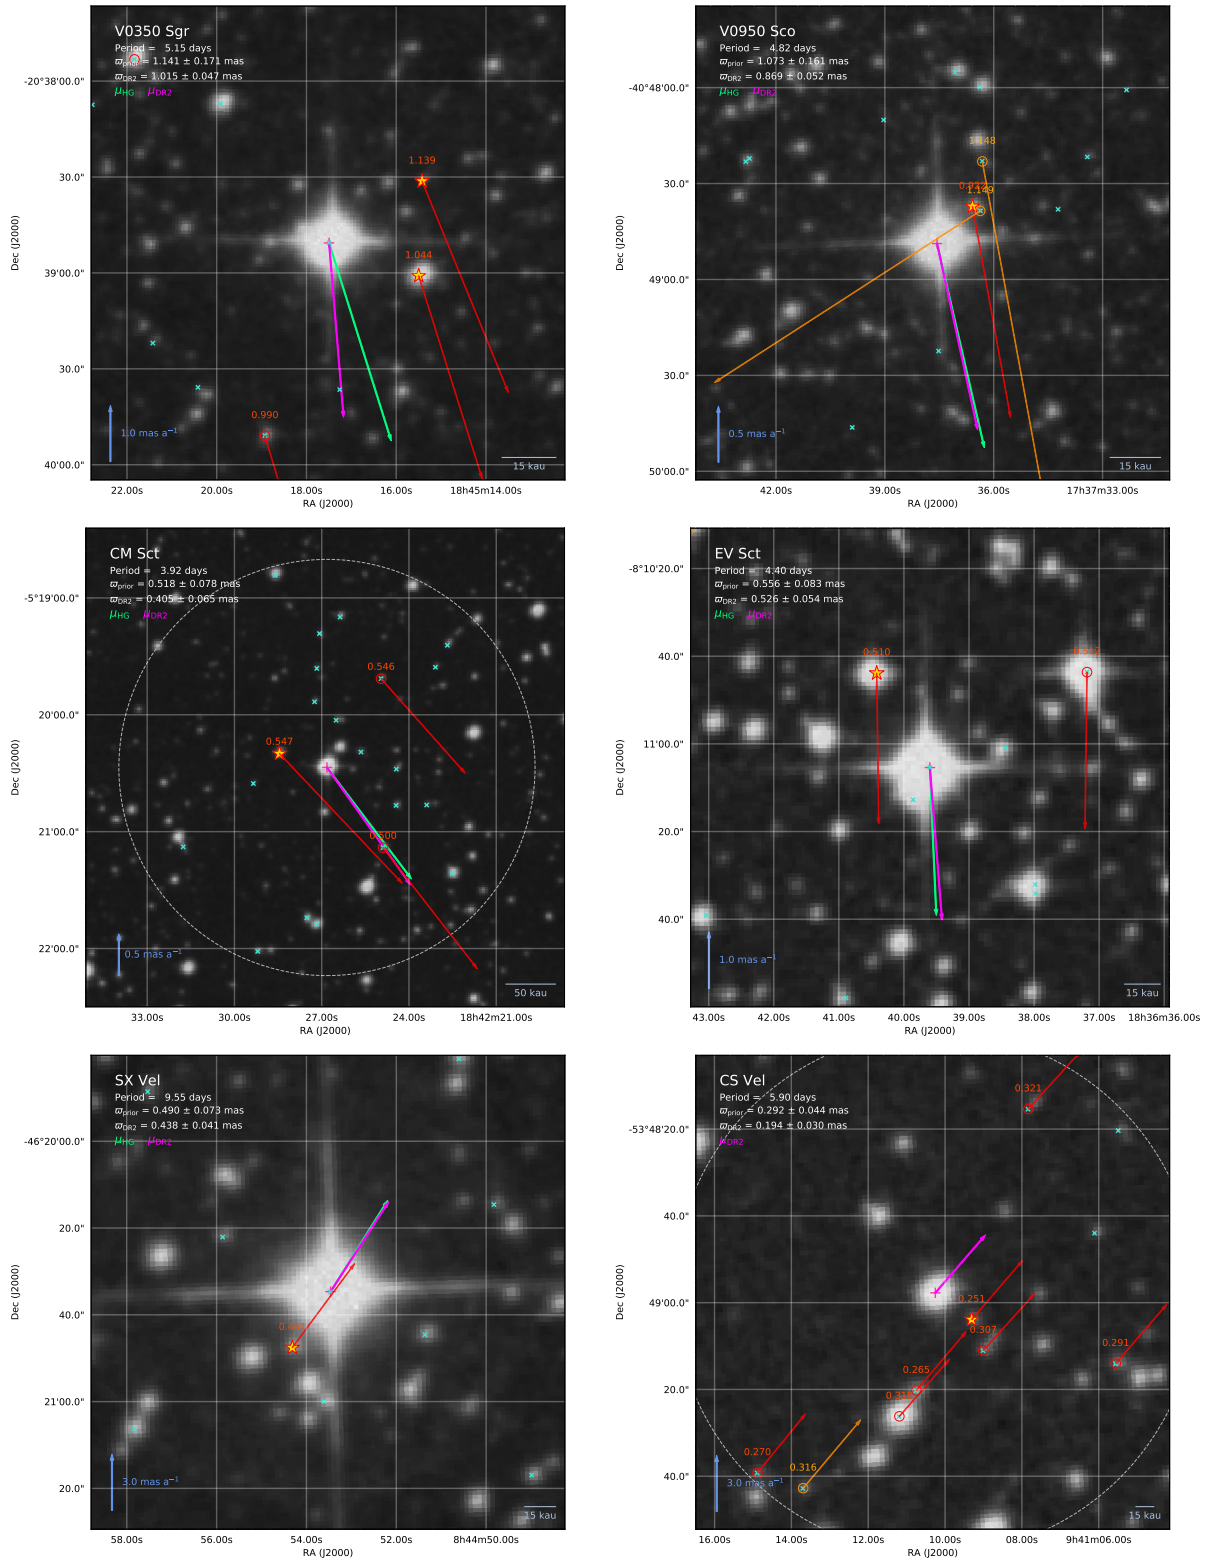 V0350 Sgr
Period = 5.15 days
ϖprior = 1.141 ± 0.171 mas
ϖDR2 = 1.015 ± 0.047 mas
μHG μDR2
1.139
1.044
0.990
1.0 mas a⁻¹
15 kau
-20°38'00.0"
30.0"
39'00.0"
30.0"
40'00.0"
Dec (J2000)
22.00s 20.00s 18.00s 16.00s 18h45m14.00s
RA (J2000)
V0950 Sco
Period = 4.82 days
ϖprior = 1.073 ± 0.161 mas
ϖDR2 = 0.869 ± 0.052 mas
μHG μDR2
1.148
1.149
0.5 mas a⁻¹
15 kau
-40°48'00.0"
30.0"
49'00.0"
30.0"
50'00.0"
Dec (J2000)
42.00s 39.00s 36.00s 17h37m33.00s
RA (J2000)
CM Sct
Period = 3.92 days
ϖprior = 0.518 ± 0.078 mas
ϖDR2 = 0.405 ± 0.065 mas
μHG μDR2
0.546
0.547
0.500
0.5 mas a⁻¹
50 kau
-5°19'00.0"
20'00.0"
21'00.0"
22'00.0"
Dec (J2000)
33.00s 30.00s 27.00s 24.00s 18h42m21.00s
RA (J2000)
EV Sct
Period = 4.40 days
ϖprior = 0.556 ± 0.083 mas
ϖDR2 = 0.526 ± 0.054 mas
μHG μDR2
0.510
1.0 mas a⁻¹
15 kau
-8°10'20.0"
40.0"
11'00.0"
20.0"
40.0"
Dec (J2000)
43.00s 42.00s 41.00s 40.00s 39.00s 38.00s 37.00s 18h36m36.00s
RA (J2000)
SX Vel
Period = 9.55 days
ϖprior = 0.490 ± 0.073 mas
ϖDR2 = 0.438 ± 0.041 mas
μHG μDR2
3.0 mas a⁻¹
15 kau
-46°20'00.0"
20.0"
40.0"
21'00.0"
20.0"
Dec (J2000)
58.00s 56.00s 54.00s 52.00s 8h44m50.00s
RA (J2000)
CS Vel
Period = 5.90 days
ϖprior = 0.292 ± 0.044 mas
ϖDR2 = 0.194 ± 0.030 mas
μDR2
0.321
0.251
0.307
0.291
0.265
0.270
0.316
3.0 mas a⁻¹
15 kau
-53°48'20.0"
40.0"
49'00.0"
20.0"
40.0"
Dec (J2000)
16.00s 14.00s 12.00s 10.00s 08.00s 9h41m06.00s
RA (J2000)